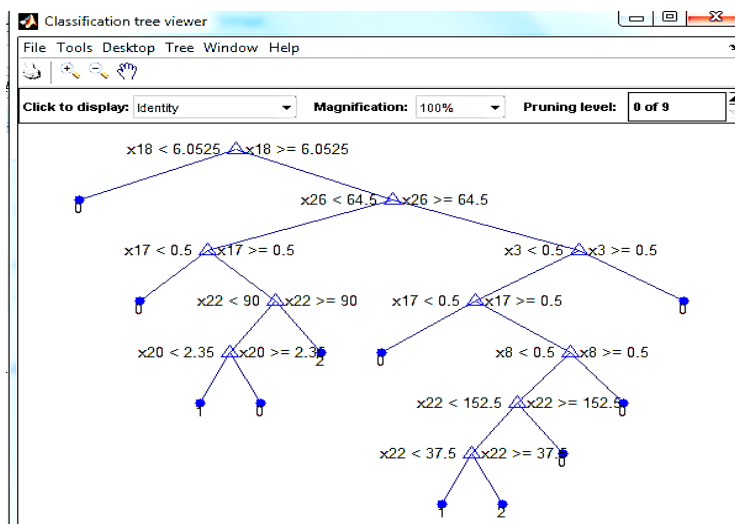 Classification tree viewer
File Tools Desktop Tree Window Help
Click to display: Identity Magnification: 100% Pruning level: 0 of 9
x18 < 6.0525 x18 >= 6.0525
0 x26 < 64.5 x26 >= 64.5
x17 < 0.5 x17 >= 0.5 x3 < 0.5 x3 >= 0.5
0 x22 < 90 x22 >= 90 x17 < 0.5 x17 >= 0.5 0
x20 < 2.35 x20 >= 2.35 2 0 x8 < 0.5 x8 >= 0.5
1 0 x22 < 152.5 x22 >= 152.5 0
x22 < 37.5 x22 >= 37.5 0
1 2